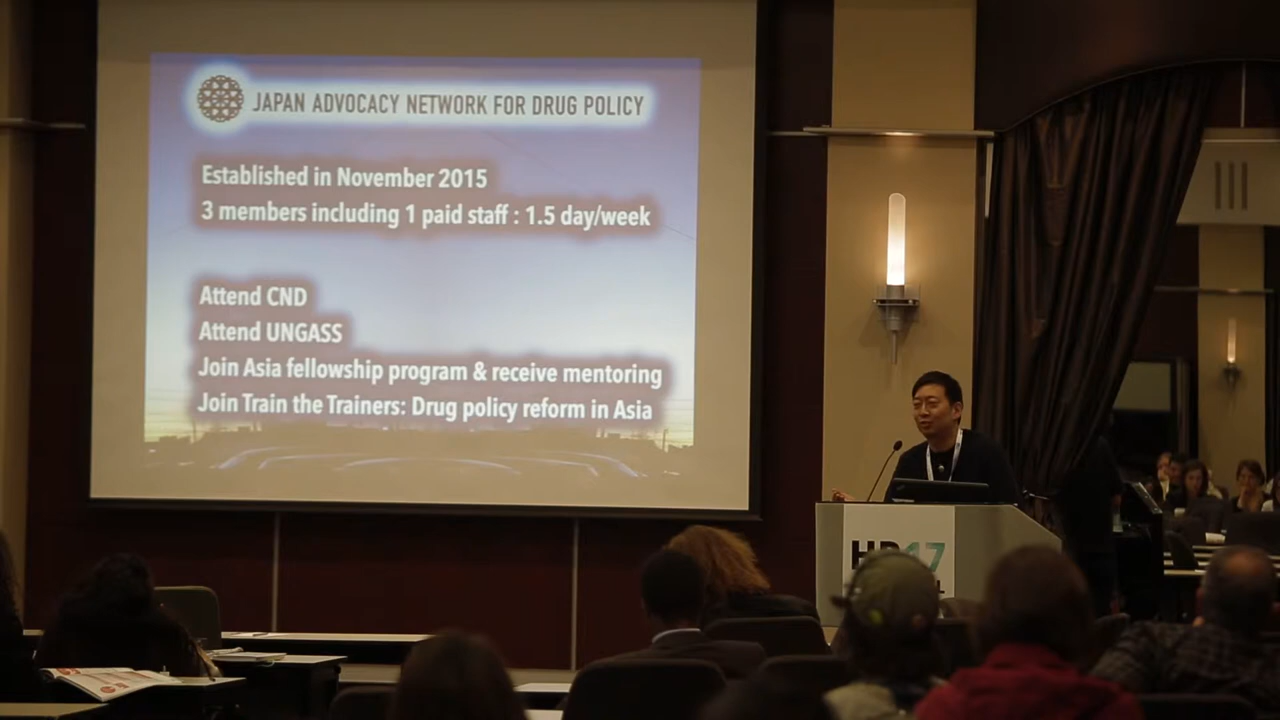 JAPAN ADVOCACY NETWORK FOR DRUG POLICY
Established in November 2015
3 members including 1 paid staff : 1.5 day/week
Attend CND
Attend UNGASS
Join Asia fellowship program & receive mentoring
Join Train the Trainers: Drug policy reform in Asia